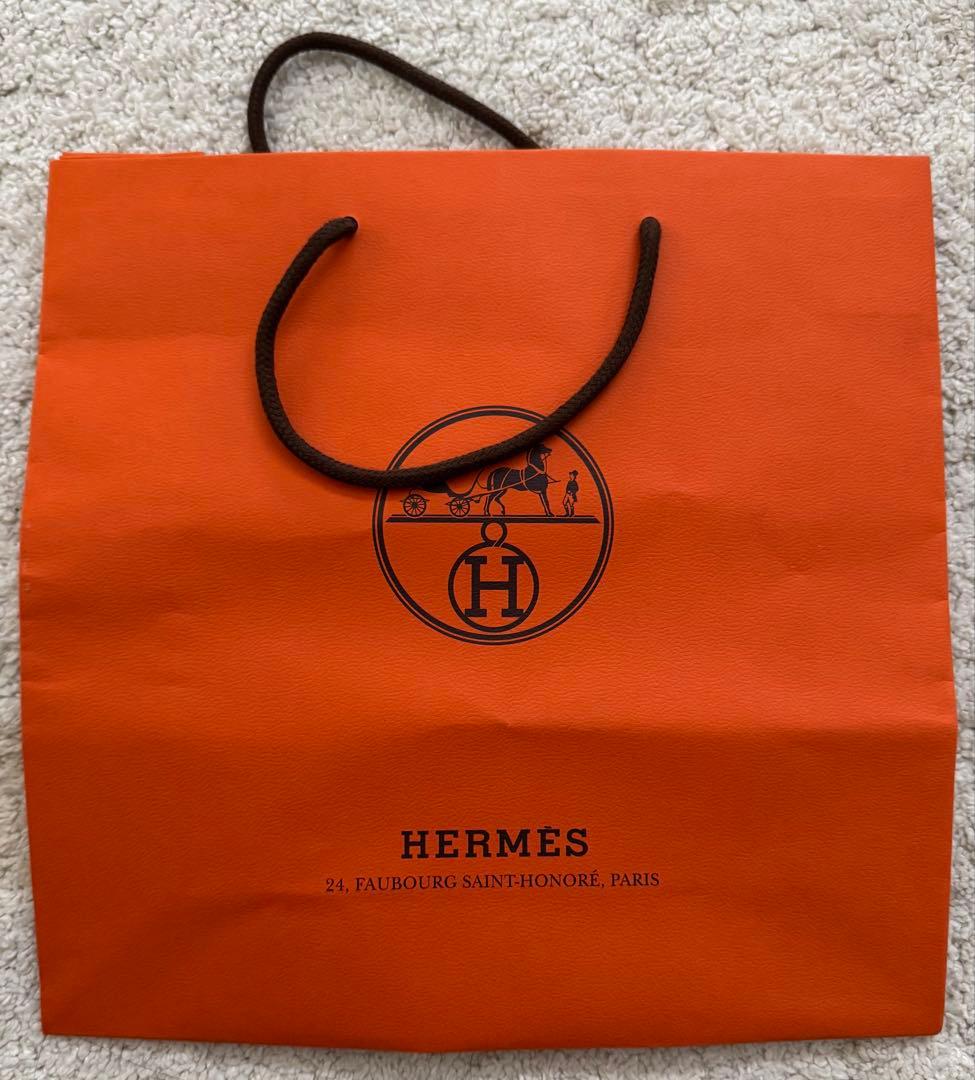 H
HERMÈS
24, FAUBOURG SAINT-HONORÉ, PARIS